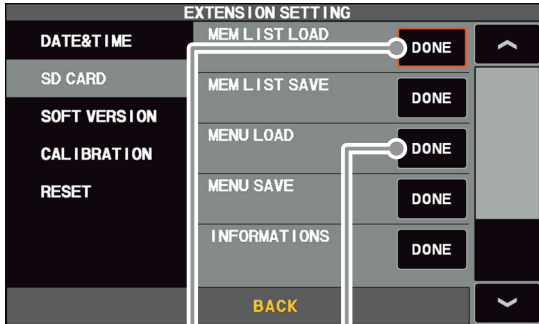 EXTENSION SETTING
DATE&TIME
SD CARD
SOFT VERSION
CALIBRATION
RESET
MEM LIST LOAD
DONE
MEM LIST SAVE
DONE
MENU LOAD
DONE
MENU SAVE
DONE
INFORMATIONS
DONE
BACK